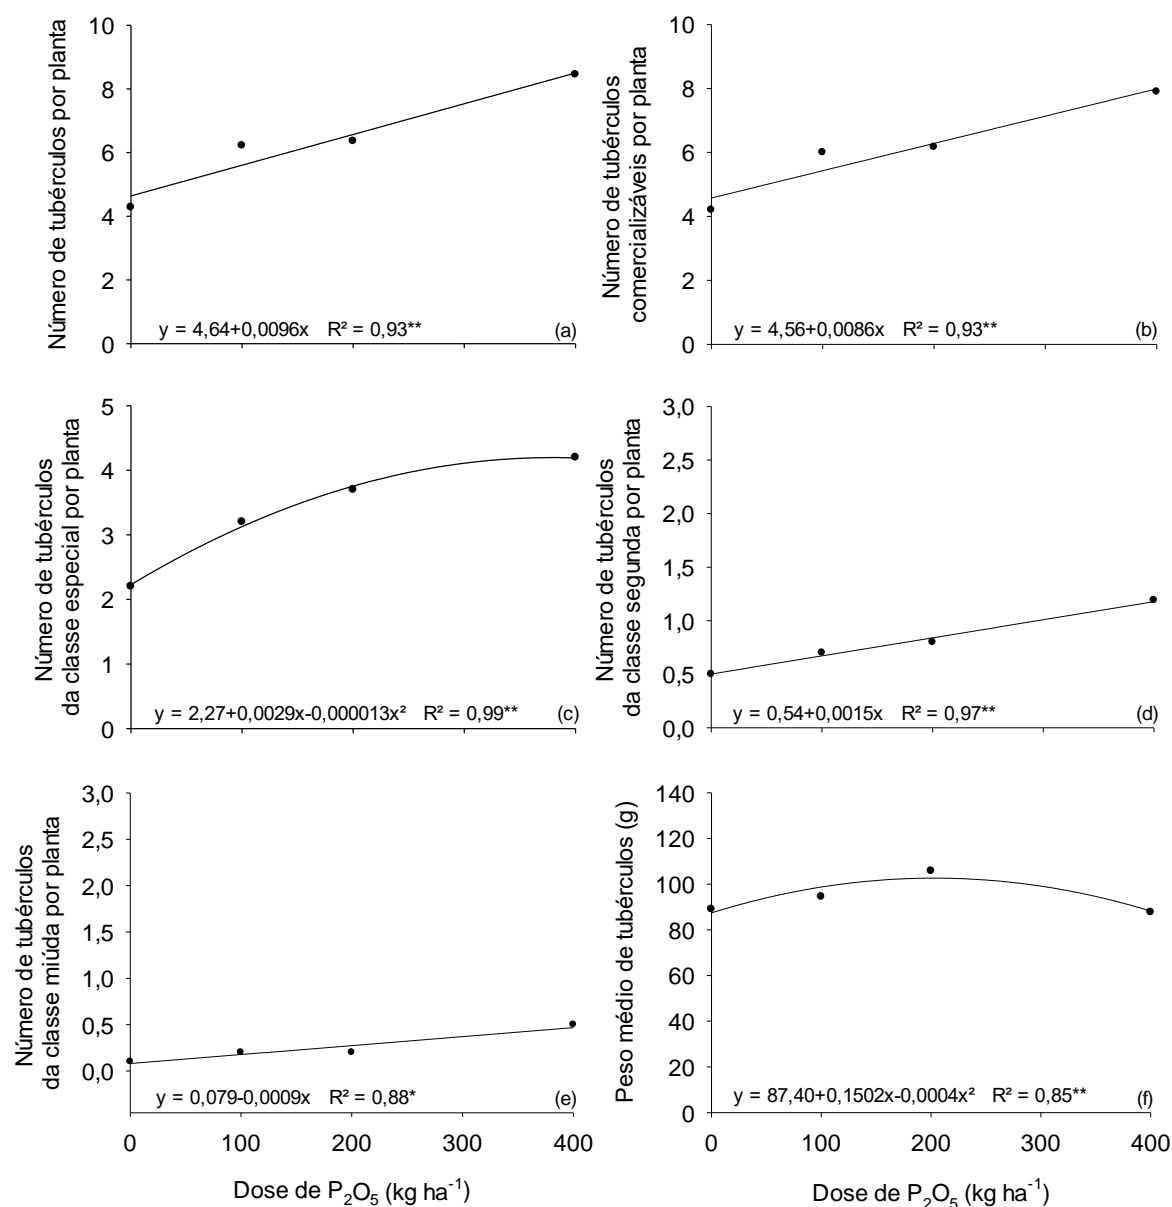 10
8
6
4
2
0
Número de tubérculos por planta
y = 4,64+0,0096x R² = 0,93**
(a)
10
8
6
4
2
0
Número de tubérculos
comercializáveis por planta
y = 4,56+0,0086x R² = 0,93**
(b)
0 100 200 300 400
5
4
3
2
1
0
Número de tubérculos
da classe especial por planta
y = 2,27+0,0029x-0,000013x² R² = 0,99**
(c)
3,0
2,5
2,0
1,5
1,0
0,5
0,0
Número de tubérculos
da classe segunda por planta
y = 0,54+0,0015x R² = 0,97**
(d)
3,0
2,5
2,0
1,5
1,0
0,5
0,0
Número de tubérculos
da classe miúda por planta
y = 0,079-0,0009x R² = 0,88*
(e)
0 100 200 300 400
Dose de P₂O₅ (kg ha⁻¹)
140
120
100
80
60
40
20
0
Peso médio de tubérculos (g)
y = 87,40+0,1502x-0,0004x² R² = 0,85**
(f)
0 100 200 300 400
Dose de P₂O₅ (kg ha⁻¹)